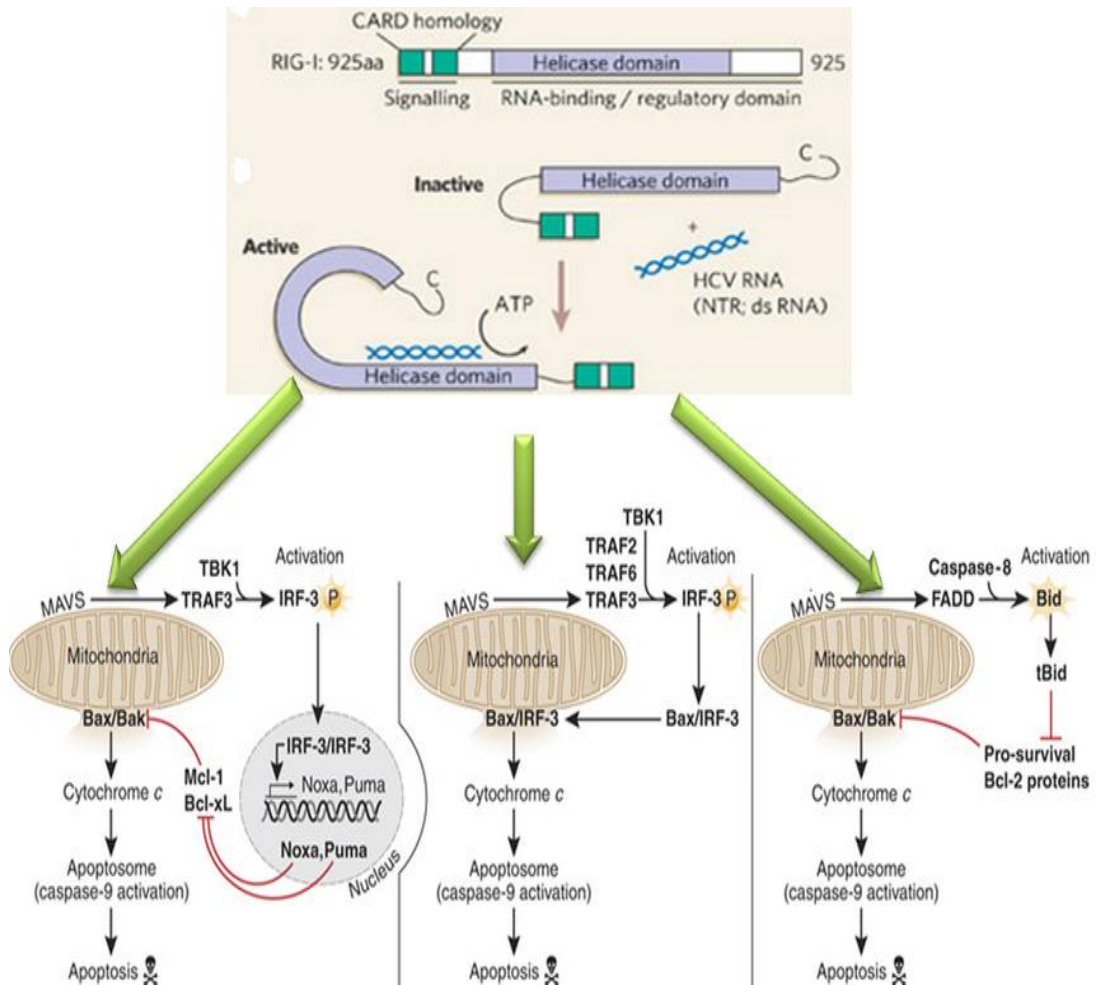 CARD homology
RIG-I: 925aa
Helicase domain
925
Signalling
RNA-binding / regulatory domain
C
Inactive
Helicase domain
+
HCV RNA
(NTR; ds RNA)
Active
C
ATP
Helicase domain
TBK1
Activation
MAVS
TRAF3
IRF-3 P
Mitochondria
Bax/Bak
IRF-3/IRF-3
Mcl-1
Bcl-xL
Noxa, Puma
Noxa,Puma
Nucleus
Cytochrome c
Apoptosome
(caspase-9 activation)
Apoptosis
TBK1
TRAF2
TRAF6
Activation
MAVS
TRAF3
IRF-3 P
Mitochondria
Bax/IRF-3
Bax/IRF-3
Cytochrome c
Apoptosome
(caspase-9 activation)
Apoptosis
Caspase-8
Activation
MAVS
FADD
Bid
Mitochondria
tBid
Bax/Bak
Pro-survival
Bcl-2 proteins
Cytochrome c
Apoptosome
(caspase-9 activation)
Apoptosis